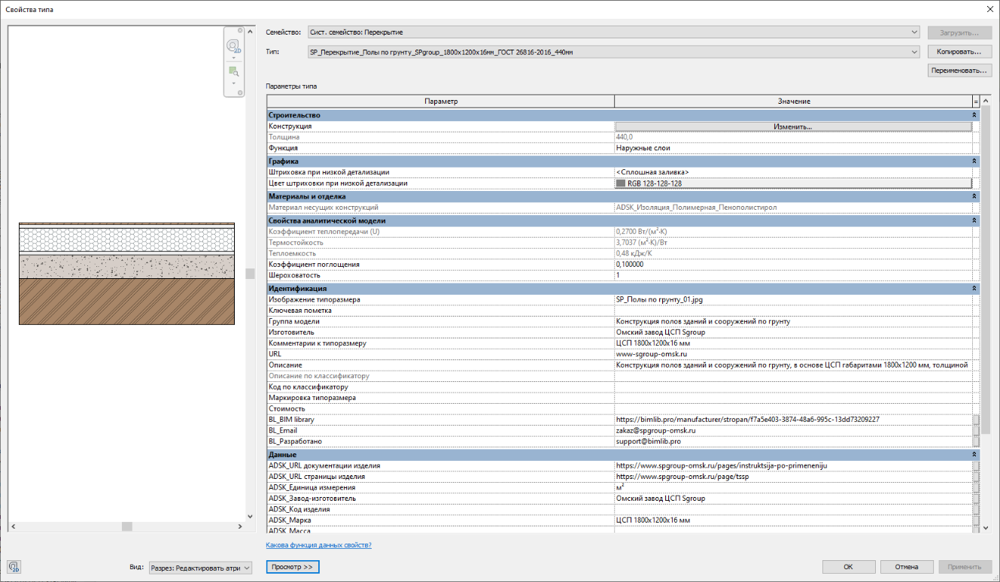 Свойства типа
Семейство: Сист. семейство: Перекрытие Загрузить...
Тип: SP_Перекрытие_Полы по грунту_SPgroup_1800x1200x16мм_ГОСТ 26816-2016_440мм Копировать...
Переименовать...
Параметры типа
Параметр Значение =
Строительство
Конструкция Изменить...
Толщина 440,0
Функция Наружные слои
Графика
Штриховка при низкой детализации <Сплошная заливка>
Цвет штриховки при низкой детализации RGB 128-128-128
Материалы и отделка
Материал несущих конструкций ADSK_Изоляция_Полимерная_Пенополистирол
Свойства аналитической модели
Коэффициент теплопередачи (U) 0,2700 Вт/(м²·K)
Термостойкость 3,7037 (м²·K)/Вт
Теплоемкость 0,48 кДж/K
Коэффициент поглощения 0,100000
Шероховатость 1
Идентификация
Изображение типоразмера SP_Полы по грунту_01.jpg
Ключевая пометка
Группа модели Конструкция полов зданий и сооружений по грунту
Изготовитель Омский завод ЦСП Sgroup
Комментарии к типоразмеру ЦСП 1800x1200x16 мм
URL www-sgroup-omsk.ru
Описание Конструкция полов зданий и сооружений по грунту, в основе ЦСП габаритами 1800x1200 мм, толщиной
Описание по классификатору
Код по классификатору
Маркировка типоразмера
Стоимость
BL_BIM library https://bimlib.pro/manufacturer/stropan/f7a5e403-3874-48a6-995c-13dd73209227
BL_Email zakaz@spgroup-omsk.ru
BL_Разработано support@bimlib.pro
Данные
ADSK_URL документации изделия https://www.spgroup-omsk.ru/pages/instruktsija-po-primeneniju
ADSK_URL страницы изделия https://www.spgroup-omsk.ru/page/tssp
ADSK_Единица измерения м²
ADSK_Завод-изготовитель Омский завод ЦСП Sgroup
ADSK_Код изделия
ADSK_Марка ЦСП 1800x1200x16 мм
ADSK_Масса
Какова функция данных свойств?
2D Вид: Разрез: Редактировать атри Просмотр >> ОК Отмена Применить